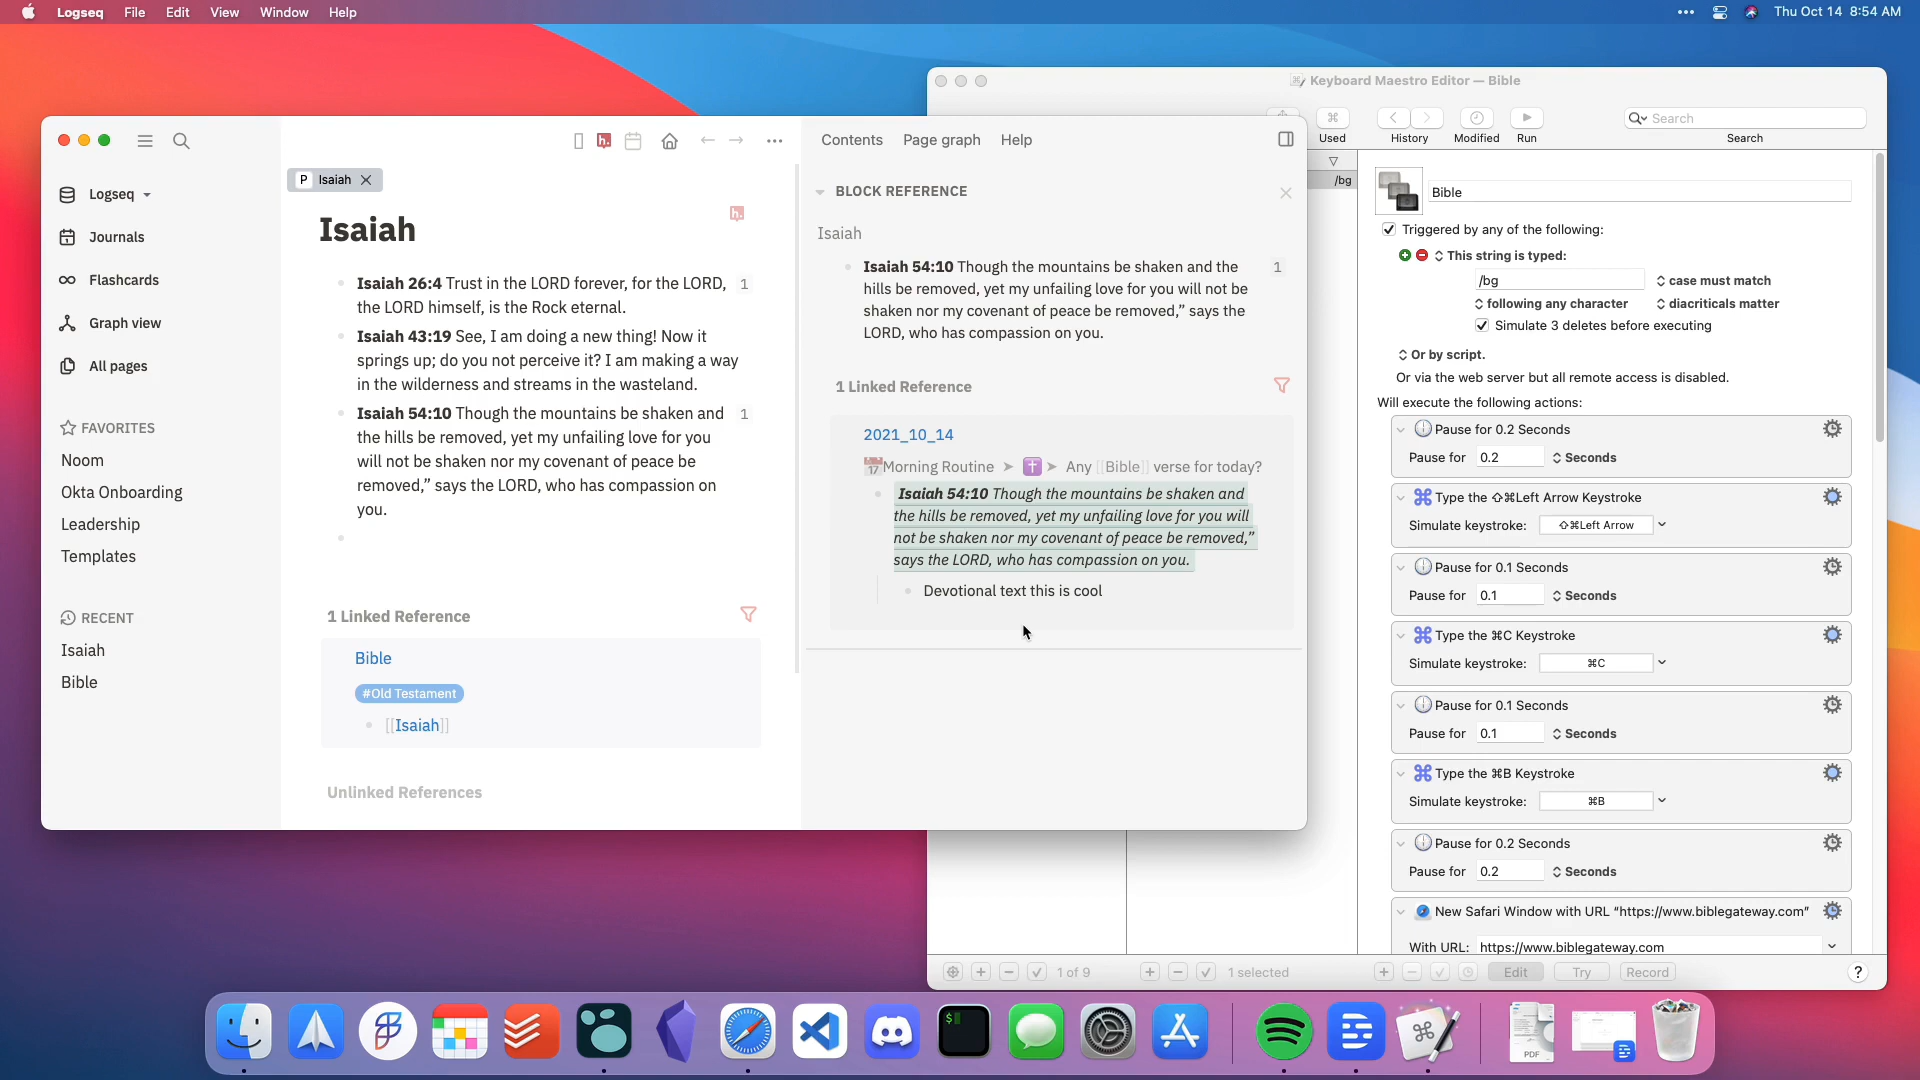 Logseq File Edit View Window Help
Thu Oct 14 8:54 AM
Keyboard Maestro Editor — Bible
Used
History
Modified
Run
Search
Search
Contents Page graph Help
Logseq
Journals
Flashcards
Graph view
All pages
FAVORITES
Noom
Okta Onboarding
Leadership
Templates
RECENT
Isaiah
Bible
P Isaiah
Isaiah
Isaiah 26:4 Trust in the LORD forever, for the LORD, 1
the LORD himself, is the Rock eternal.
Isaiah 43:19 See, I am doing a new thing! Now it
springs up; do you not perceive it? I am making a way
in the wilderness and streams in the wasteland.
Isaiah 54:10 Though the mountains be shaken and 1
the hills be removed, yet my unfailing love for you
will not be shaken nor my covenant of peace be
removed,” says the LORD, who has compassion on
you.
1 Linked Reference
Bible
#Old Testament
[[Isaiah]]
Unlinked References
BLOCK REFERENCE
Isaiah
Isaiah 54:10 Though the mountains be shaken and the 1
hills be removed, yet my unfailing love for you will not be
shaken nor my covenant of peace be removed,” says the
LORD, who has compassion on you.
1 Linked Reference
2021_10_14
Morning Routine ➤ ✝ ➤ Any [[Bible]] verse for today?
Isaiah 54:10 Though the mountains be shaken and
the hills be removed, yet my unfailing love for you will
not be shaken nor my covenant of peace be removed,”
says the LORD, who has compassion on you.
Devotional text this is cool
/bg
Bible
Triggered by any of the following:
This string is typed:
/bg
case must match
following any character
diacriticals matter
Simulate 3 deletes before executing
Or by script.
Or via the web server but all remote access is disabled.
Will execute the following actions:
Pause for 0.2 Seconds
Pause for 0.2 Seconds
Type the ⇧⌘Left Arrow Keystroke
Simulate keystroke: ⇧⌘Left Arrow
Pause for 0.1 Seconds
Pause for 0.1 Seconds
Type the ⌘C Keystroke
Simulate keystroke: ⌘C
Pause for 0.1 Seconds
Pause for 0.1 Seconds
Type the ⌘B Keystroke
Simulate keystroke: ⌘B
Pause for 0.2 Seconds
Pause for 0.2 Seconds
New Safari Window with URL “https://www.biblegateway.com”
With URL: https://www.biblegateway.com
1 of 9
1 selected
Edit
Try
Record
?
PDF